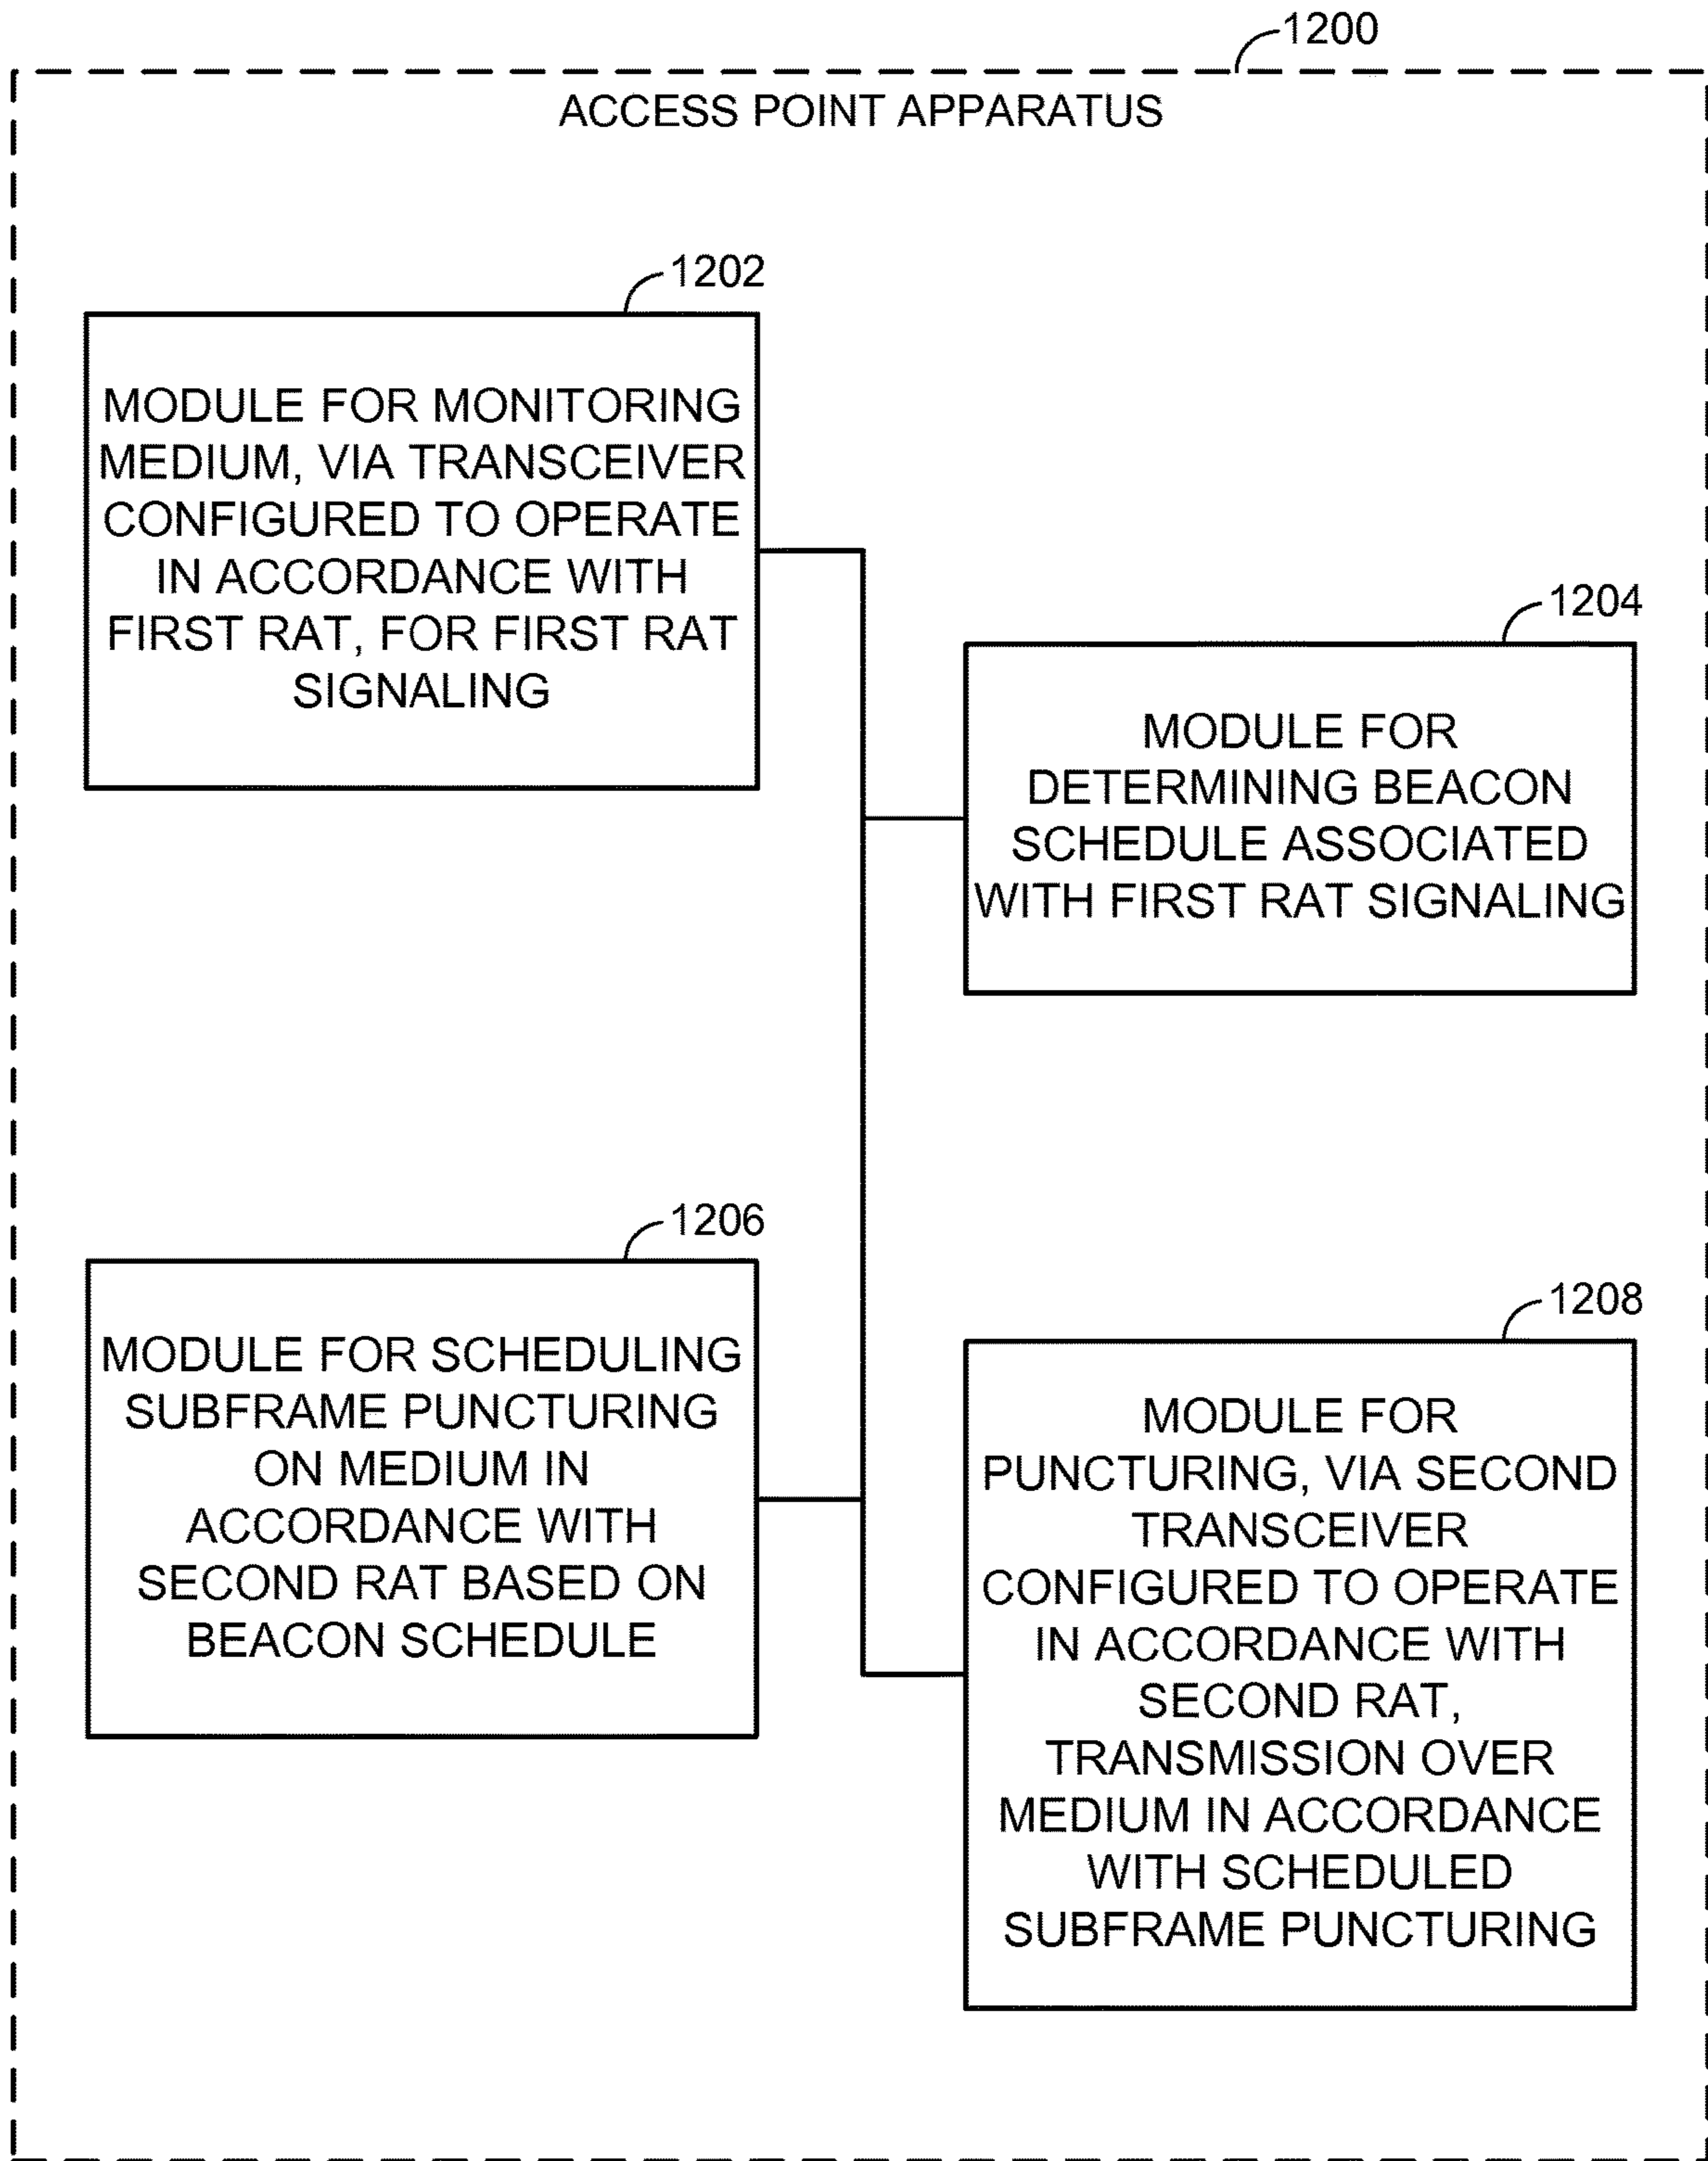 1200
ACCESS POINT APPARATUS
1202
MODULE FOR MONITORING
MEDIUM, VIA TRANSCEIVER
CONFIGURED TO OPERATE
IN ACCORDANCE WITH
FIRST RAT, FOR FIRST RAT
SIGNALING
1204
MODULE FOR
DETERMINING BEACON
SCHEDULE ASSOCIATED
WITH FIRST RAT SIGNALING
1206
MODULE FOR SCHEDULING
SUBFRAME PUNCTURING
ON MEDIUM IN
ACCORDANCE WITH
SECOND RAT BASED ON
BEACON SCHEDULE
1208
MODULE FOR
PUNCTURING, VIA SECOND
TRANSCEIVER
CONFIGURED TO OPERATE
IN ACCORDANCE WITH
SECOND RAT,
TRANSMISSION OVER
MEDIUM IN ACCORDANCE
WITH SCHEDULED
SUBFRAME PUNCTURING